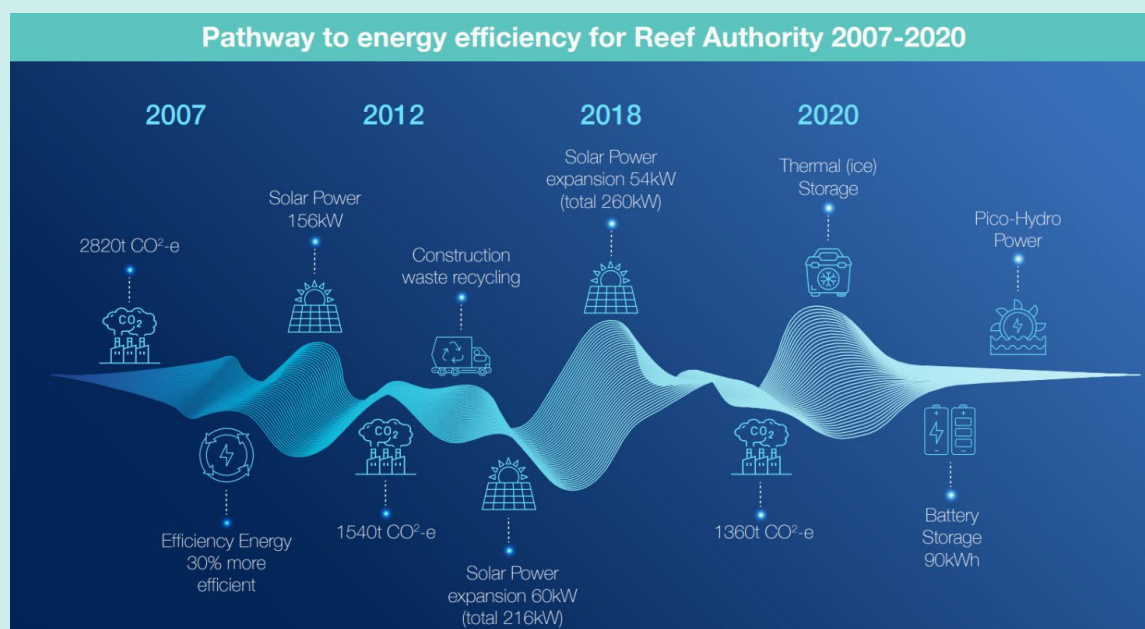 Pathway to energy efficiency for Reef Authority 2007-2020
2007
2012
2018
2020
2820t CO²-e
CO₂
Efficiency Energy
30% more
efficient
Solar Power
156kW
CO₂
1540t CO²-e
Construction
waste recycling
Solar Power
expansion 60kW
(total 216kW)
Solar Power
expansion 54kW
(total 260kW)
CO₂
1360t CO²-e
Thermal (ice)
Storage
Battery
Storage
90kWh
Pico-Hydro
Power